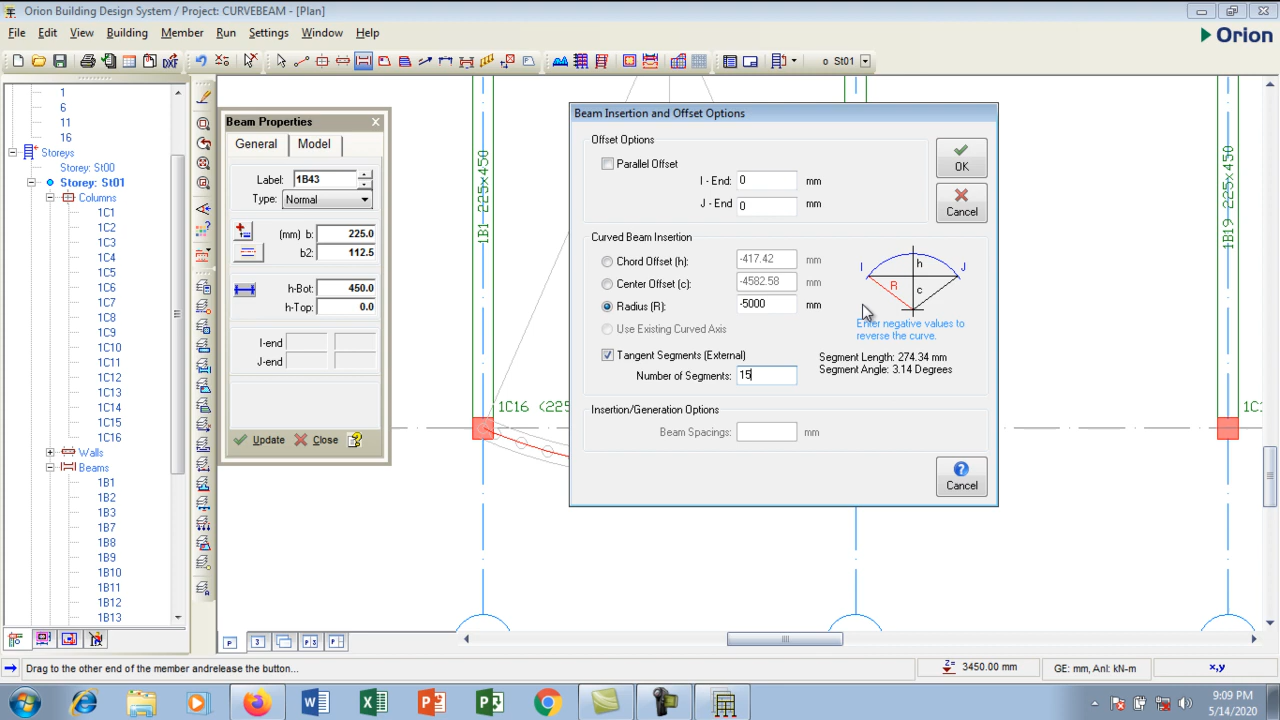 Orion Building Design System / Project: CURVEBEAM - [Plan]
File Edit View Building Member Run Settings Window Help
Orion
St01
1
6
11
16
Storeys
Storey: St00
Storey: St01
Columns
1C1
1C2
1C3
1C4
1C5
1C6
1C7
1C8
1C9
1C10
1C11
1C12
1C13
1C14
1C15
1C16
Walls
Beams
1B1
1B2
1B3
1B7
1B8
1B9
1B10
1B11
1B12
1B13
Beam Properties
General Model
Label: 1B43
Type: Normal
(mm) b: 225.0
b2: 112.5
h-Bot: 450.0
h-Top: 0.0
I-end
J-end
Update Close
1B1 225x450
1B19 225x450
1C16 <225
1C
Beam Insertion and Offset Options
Offset Options
Parallel Offset
I - End: 0 mm
J - End 0 mm
OK
Cancel
Curved Beam Insertion
Chord Offset (h): -417.42 mm
Center Offset (c): -4582.58 mm
Radius (R): -5000 mm
Use Existing Curved Axis
Tangent Segments (External)
Number of Segments: 15
I h J
R c
Enter negative values to
reverse the curve.
Segment Length: 274.34 mm
Segment Angle: 3.14 Degrees
Insertion/Generation Options
Beam Spacings: mm
Cancel
Drag to the other end of the member andrelease the button...
Z= 3450.00 mm
GE: mm, Anl: kN-m
x,y
9:09 PM
5/14/2020